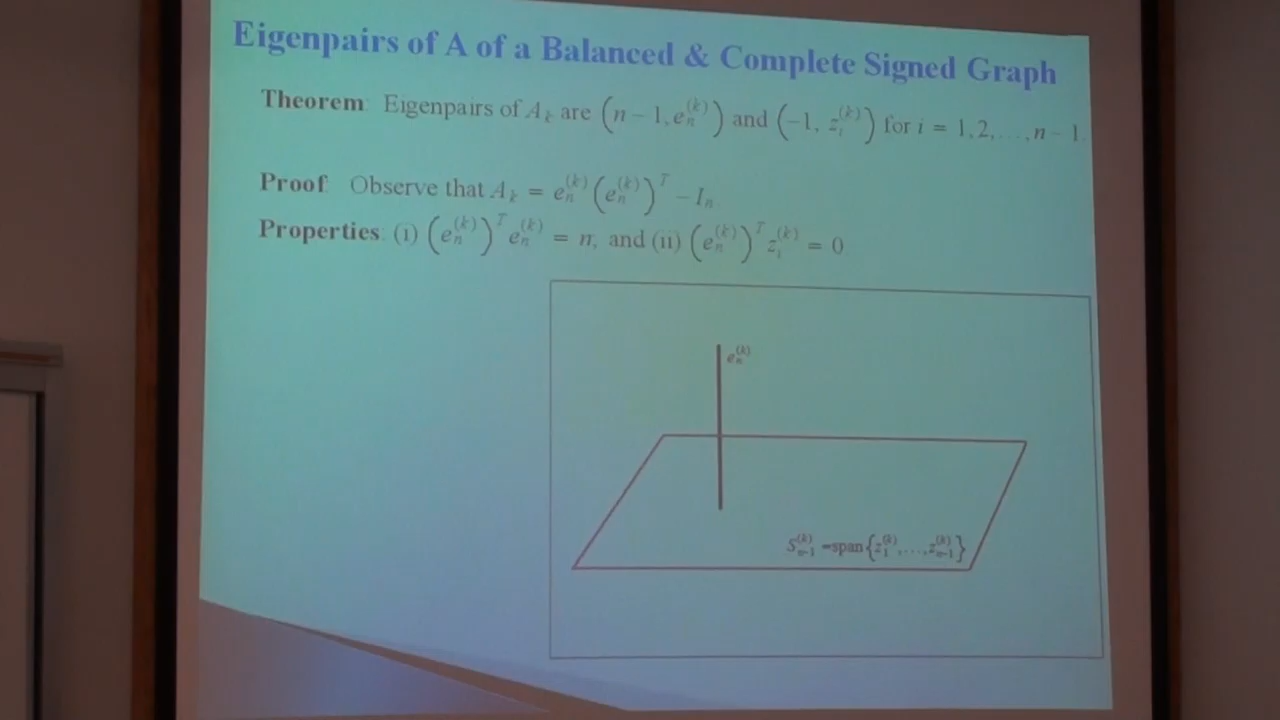 Eigenpairs of A of a Balanced & Complete Signed Graph
Theorem: Eigenpairs of A_k are (n − 1, e_n^(k)) and (−1, z_i^(k)) for i = 1, 2, …, n − 1.
Proof: Observe that A_k = e_n^(k) (e_n^(k))^T − I_n
Properties: (i) (e_n^(k))^T e_n^(k) = n, and (ii) (e_n^(k))^T z_i^(k) = 0
e_n^(k)
S_{n-1}^(k) =span{z_1^(k),…,z_{n-1}^(k)}